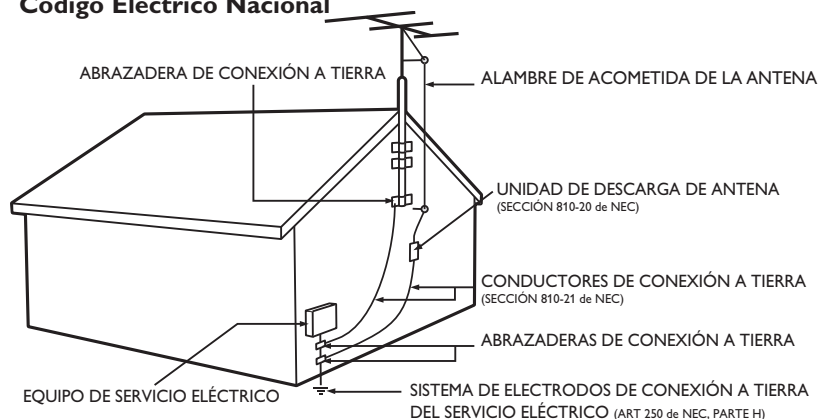 Código Eléctrico Nacional
ABRAZADERA DE CONEXIÓN A TIERRA
ALAMBRE DE ACOMETIDA DE LA ANTENA
UNIDAD DE DESCARGA DE ANTENA
(SECCIÓN 810-20 de NEC)
CONDUCTORES DE CONEXIÓN A TIERRA
(SECCIÓN 810-21 de NEC)
ABRAZADERAS DE CONEXIÓN A TIERRA
EQUIPO DE SERVICIO ELÉCTRICO
SISTEMA DE ELECTRODOS DE CONEXIÓN A TIERRA
DEL SERVICIO ELÉCTRICO (ART 250 de NEC, PARTE H)